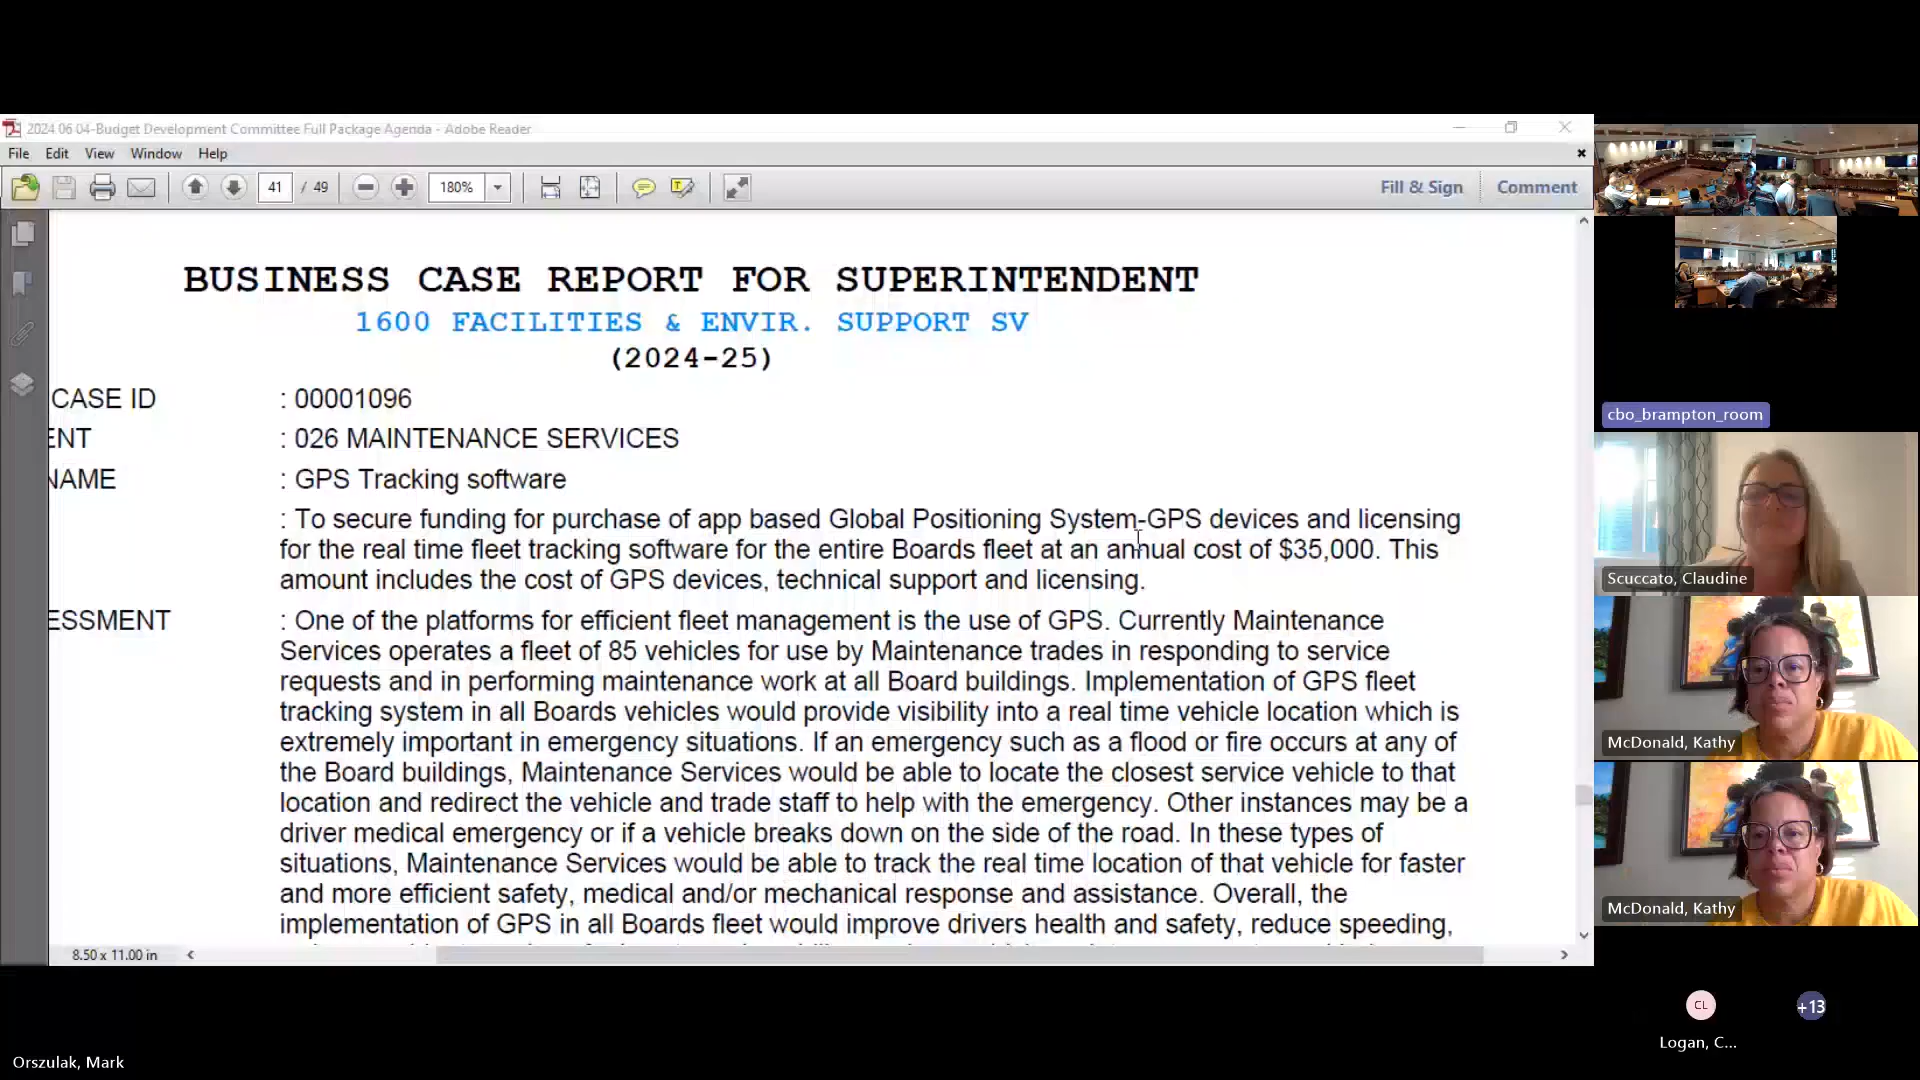 2024 06 04-Budget Development Committee Full Package Agenda - Adobe Reader
File Edit View Window Help
41 / 49 180% Fill & Sign Comment
BUSINESS CASE REPORT FOR SUPERINTENDENT
1600 FACILITIES & ENVIR. SUPPORT SV
(2024-25)
CASE ID : 00001096
ENT : 026 MAINTENANCE SERVICES
NAME : GPS Tracking software
: To secure funding for purchase of app based Global Positioning System-GPS devices and licensing
for the real time fleet tracking software for the entire Boards fleet at an annual cost of $35,000. This
amount includes the cost of GPS devices, technical support and licensing.
ESSMENT : One of the platforms for efficient fleet management is the use of GPS. Currently Maintenance
Services operates a fleet of 85 vehicles for use by Maintenance trades in responding to service
requests and in performing maintenance work at all Board buildings. Implementation of GPS fleet
tracking system in all Boards vehicles would provide visibility into a real time vehicle location which is
extremely important in emergency situations. If an emergency such as a flood or fire occurs at any of
the Board buildings, Maintenance Services would be able to locate the closest service vehicle to that
location and redirect the vehicle and trade staff to help with the emergency. Other instances may be a
driver medical emergency or if a vehicle breaks down on the side of the road. In these types of
situations, Maintenance Services would be able to track the real time location of that vehicle for faster
and more efficient safety, medical and/or mechanical response and assistance. Overall, the
implementation of GPS in all Boards fleet would improve drivers health and safety, reduce speeding,
8.50 x 11.00 in
cbo_brampton_room
Scuccato, Claudine
McDonald, Kathy
McDonald, Kathy
CL
+13
Logan, C...
Orszulak, Mark